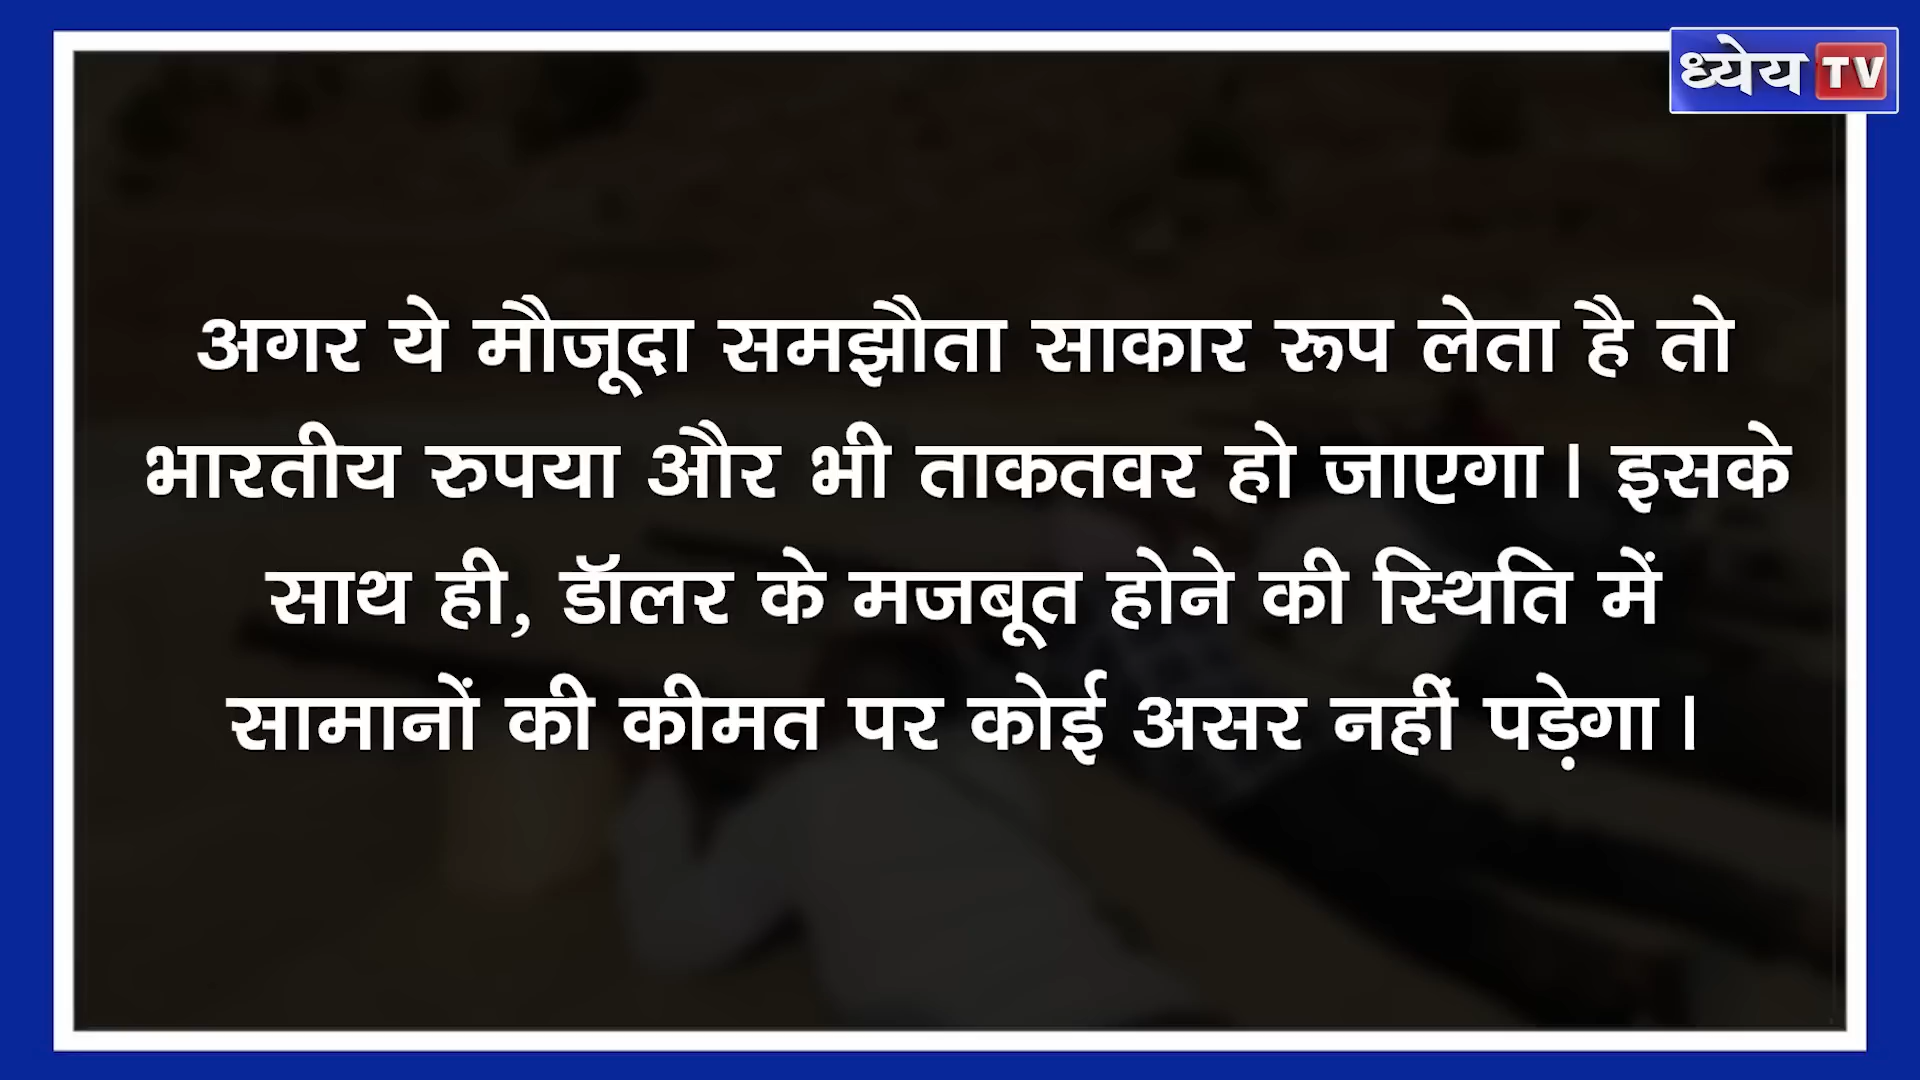 ध्येय TV
अगर ये मौजूदा समझौता साकार रूप लेता है तो
भारतीय रुपया और भी ताकतवर हो जाएगा। इसके
साथ ही, डॉलर के मजबूत होने की स्थिति में
सामानों की कीमत पर कोई असर नहीं पड़ेगा।